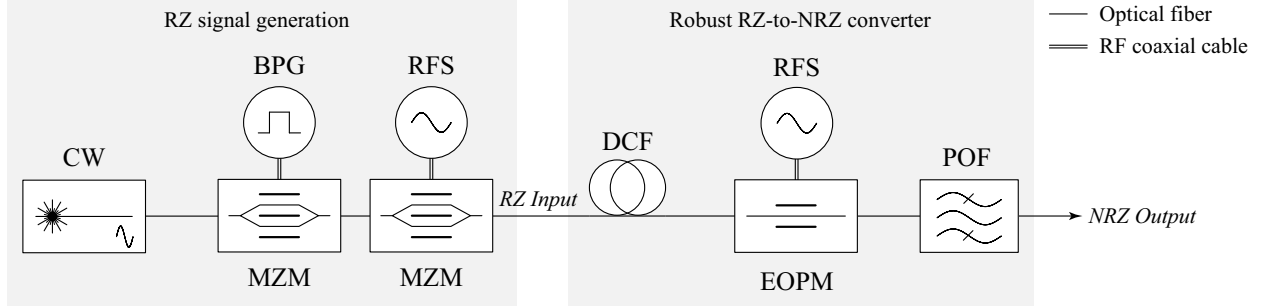 RZ signal generation
Robust RZ-to-NRZ converter
Optical fiber
RF coaxial cable
BPG
RFS
RFS
CW
DCF
POF
RZ Input
NRZ Output
MZM
MZM
EOPM